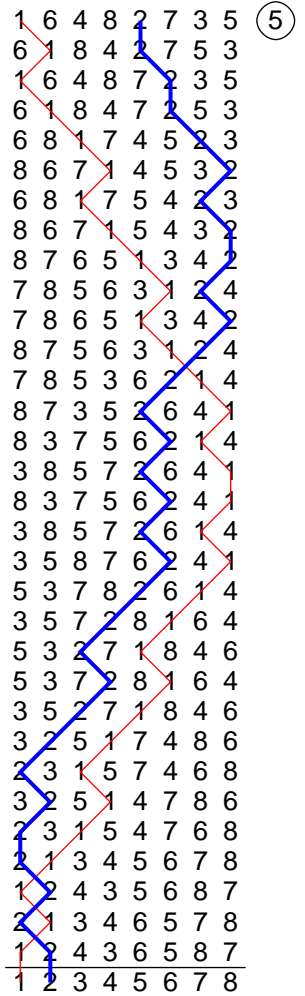 1 6 4 8 2 7 3 5 5
6 1 8 4 2 7 5 3
1 6 4 8 7 2 3 5
6 1 8 4 7 2 5 3
6 8 1 7 4 5 2 3
8 6 7 1 4 5 3 2
6 8 1 7 5 4 2 3
8 6 7 1 5 4 3 2
8 7 6 5 1 3 4 2
7 8 5 6 3 1 2 4
7 8 6 5 1 3 4 2
8 7 5 6 3 1 2 4
7 8 5 3 6 2 1 4
8 7 3 5 2 6 4 1
8 3 7 5 6 2 1 4
3 8 5 7 2 6 4 1
8 3 7 5 6 2 4 1
3 8 5 7 2 6 1 4
3 5 8 7 6 2 4 1
5 3 7 8 2 6 1 4
3 5 7 2 8 1 6 4
5 3 2 7 1 8 4 6
5 3 7 2 8 1 6 4
3 5 2 7 1 8 4 6
3 2 5 1 7 4 8 6
2 3 1 5 7 4 6 8
3 2 5 1 4 7 8 6
2 3 1 5 4 7 6 8
2 1 3 4 5 6 7 8
1 2 4 3 5 6 8 7
2 1 3 4 6 5 7 8
1 2 4 3 6 5 8 7
1 2 3 4 5 6 7 8